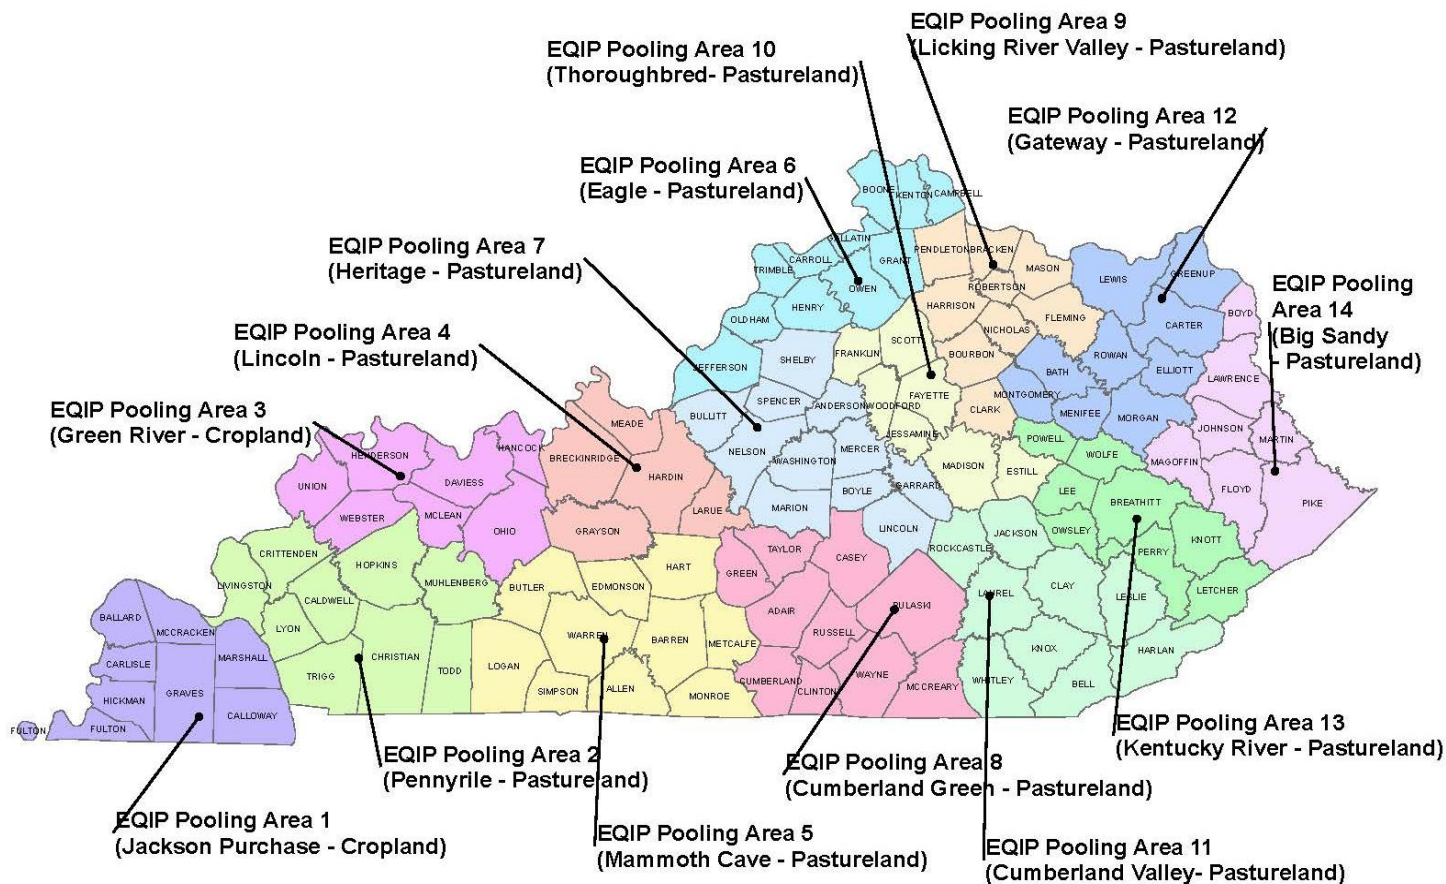 EQIP Pooling Area 9
(Licking River Valley - Pastureland)
EQIP Pooling Area 10
(Thoroughbred- Pastureland)
EQIP Pooling Area 12
(Gateway - Pastureland)
EQIP Pooling Area 6
(Eagle - Pastureland)
EQIP Pooling Area 7
(Heritage - Pastureland)
EQIP Pooling
Area 14
(Big Sandy
- Pastureland)
EQIP Pooling Area 4
(Lincoln - Pastureland)
EQIP Pooling Area 3
(Green River - Cropland)
BOONE
KENTON
CAMPBELL
GALLATIN
PENDLETON
BRACKEN
CARROLL
GRANT
TRIMBLE
MASON
LEWIS
GREENUP
OWEN
ROBERTSON
HENRY
HARRISON
BOYD
OLDHAM
FLEMING
CARTER
NICHOLAS
SCOTT
FRANKLIN
BOURBON
ROWAN
SHELBY
JEFFERSON
BATH
ELLIOTT
LAWRENCE
FAYETTE
MONTGOMERY
SPENCER
ANDERSON
WOODFORD
CLARK
MENIFEE
MORGAN
BULLITT
MEADE
JESSAMINE
JOHNSON
POWELL
MARTIN
HANCOCK
NELSON
MERCER
WOLFE
HENDERSON
BRECKINRIDGE
WASHINGTON
MAGOFFIN
MADISON
ESTILL
HARDIN
DAVIESS
UNION
BOYLE
GARRARD
LEE
FLOYD
BREATHITT
PIKE
MARION
LARUE
MCLEAN
WEBSTER
OHIO
GRAYSON
LINCOLN
JACKSON
OWSLEY
KNOTT
ROCKCASTLE
TAYLOR
PERRY
CRITTENDEN
CASEY
HOPKINS
HART
GREEN
LIVINGSTON
MUHLENBERG
BUTLER
EDMONSON
CLAY
LETCHER
LAUREL
LESLIE
CALDWELL
PULASKI
ADAIR
BALLARD
LYON
MCCRACKEN
WARREN
BARREN
RUSSELL
METCALFE
KNOX
HARLAN
CHRISTIAN
MARSHALL
CARLISLE
LOGAN
TODD
TRIGG
WAYNE
CUMBERLAND
WHITLEY
BELL
MCCREARY
SIMPSON
ALLEN
MONROE
CLINTON
GRAVES
HICKMAN
CALLOWAY
FULTON
FULTON
EQIP Pooling Area 13
(Kentucky River - Pastureland)
EQIP Pooling Area 2
(Pennyrile - Pastureland)
EQIP Pooling Area 8
(Cumberland Green - Pastureland)
EQIP Pooling Area 1
(Jackson Purchase - Cropland)
EQIP Pooling Area 5
(Mammoth Cave - Pastureland)
EQIP Pooling Area 11
(Cumberland Valley- Pastureland)